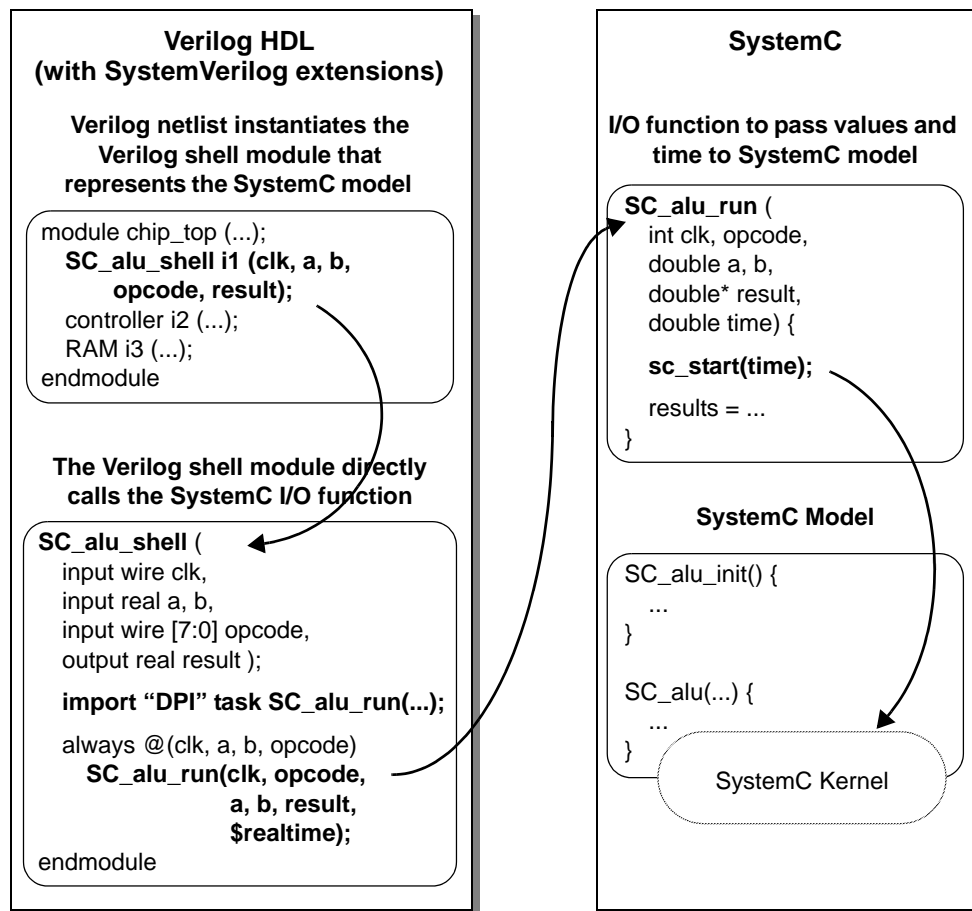 Verilog HDL
(with SystemVerilog extensions)
Verilog netlist instantiates the
Verilog shell module that
represents the SystemC model
module chip_top (...);
SC_alu_shell i1 (clk, a, b,
opcode, result);
controller i2 (...);
RAM i3 (...);
endmodule
The Verilog shell module directly
calls the SystemC I/O function
SC_alu_shell (
input wire clk,
input real a, b,
input wire [7:0] opcode,
output real result );
import “DPI” task SC_alu_run(...);
always @(clk, a, b, opcode)
SC_alu_run(clk, opcode,
a, b, result,
$realtime);
endmodule
SystemC
I/O function to pass values and
time to SystemC model
SC_alu_run (
int clk, opcode,
double a, b,
double* result,
double time) {
sc_start(time);
results = ...
}
SystemC Model
SC_alu_init() {
...
}
SC_alu(...) {
...
}
SystemC Kernel